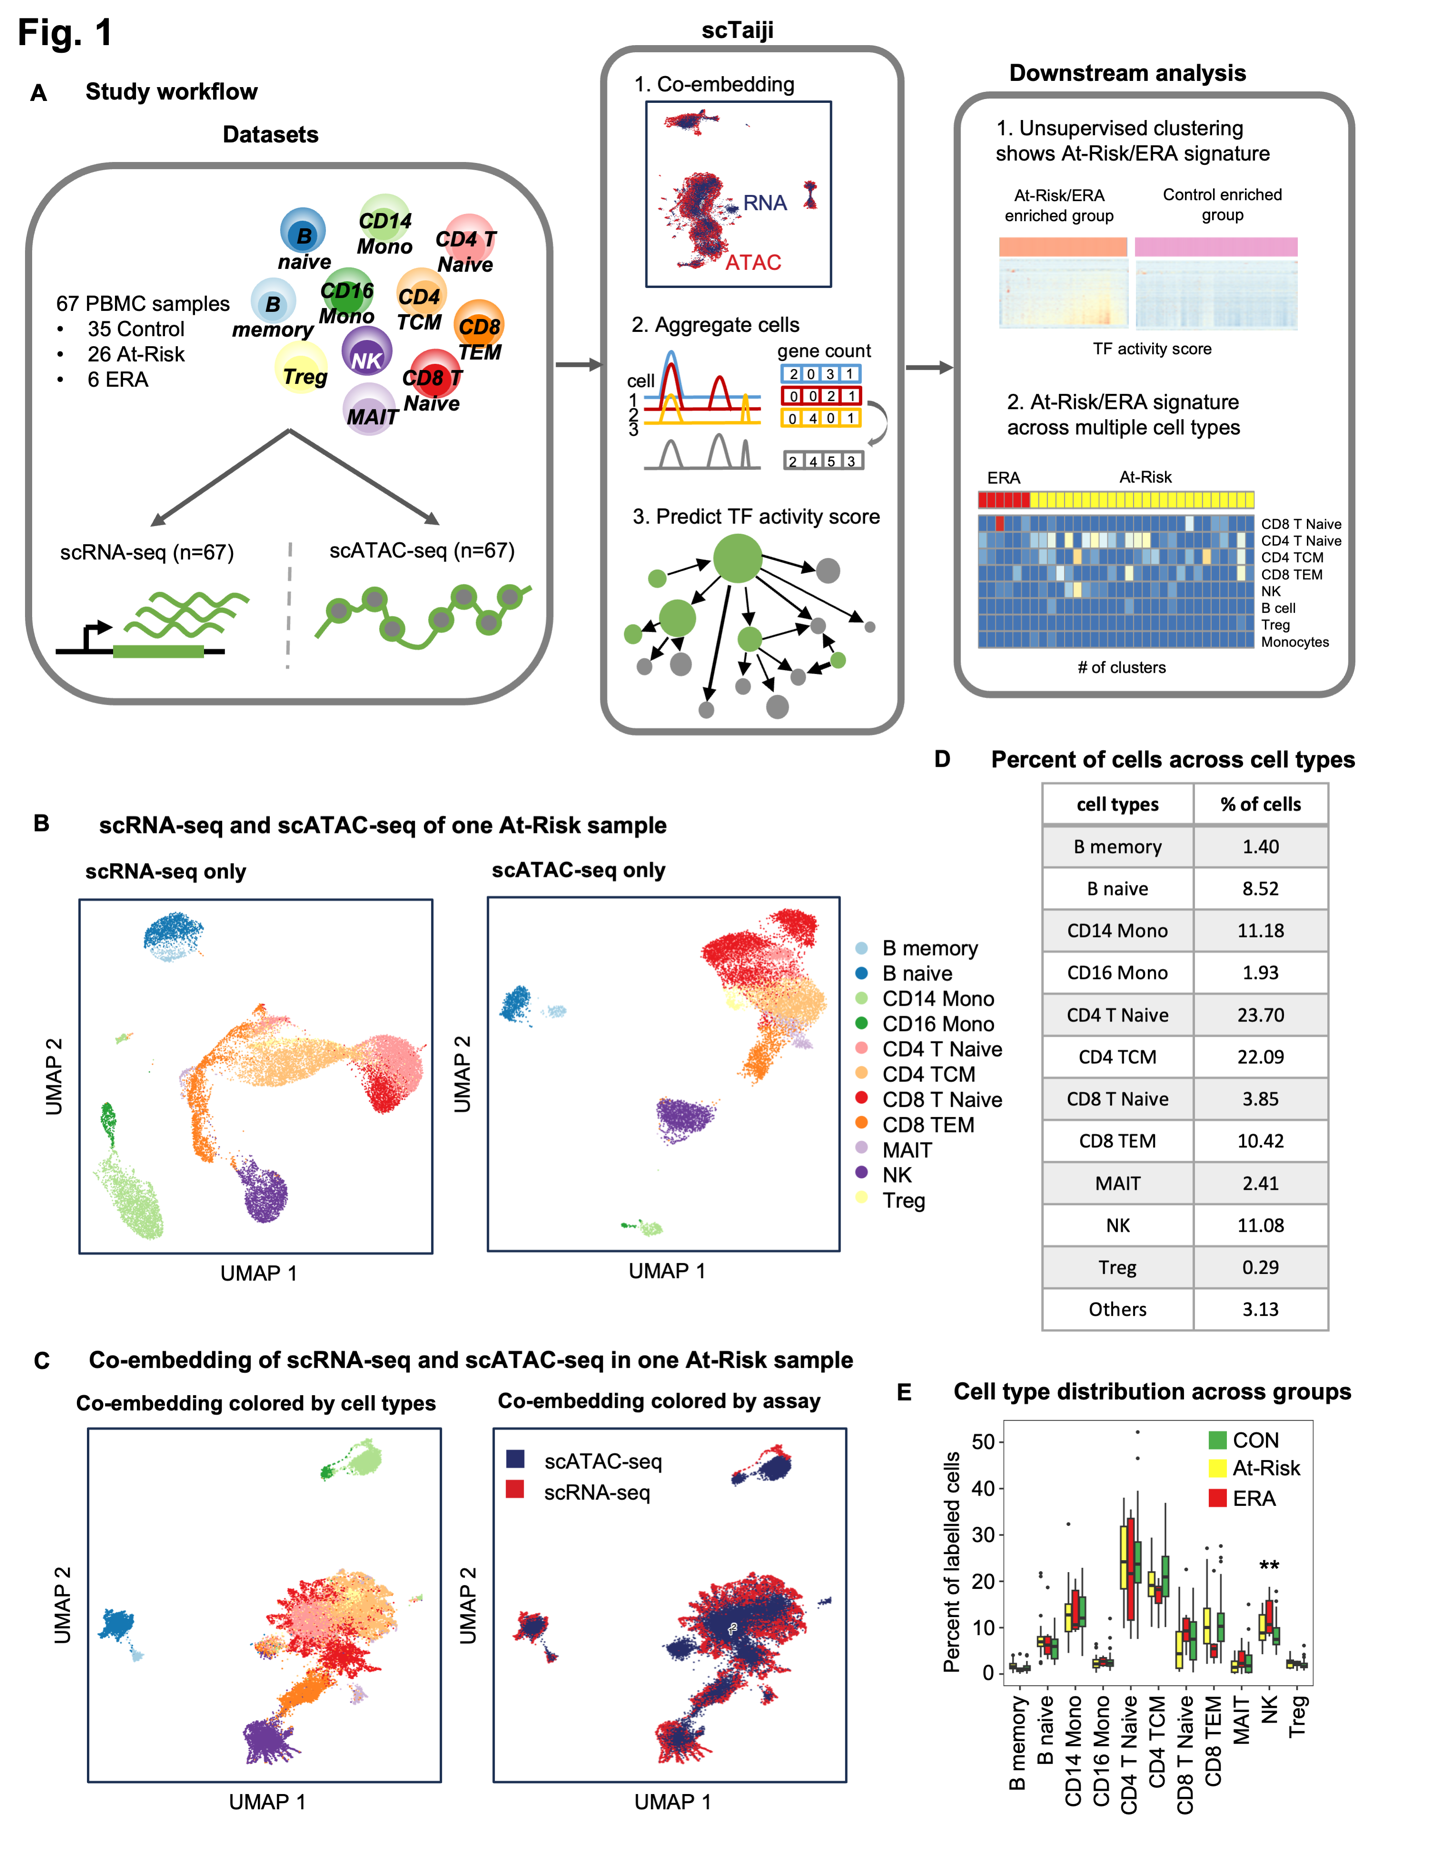 Fig. 1
A Study workflow
Datasets
67 PBMC samples
• 35 Control
• 26 At-Risk
• 6 ERA
B
naive
CD14
Mono
CD4 T
Naive
B
memory
CD16
Mono
CD4
TCM
CD8
TEM
Treg
NK
CD8 T
Naive
MAIT
scRNA-seq (n=67)
scATAC-seq (n=67)
scTaiji
1. Co-embedding
RNA
ATAC
2. Aggregate cells
gene count
cell
1
2
3
2 0 3 1
0 0 2 1
0 4 0 1
2 4 5 3
3. Predict TF activity score
Downstream analysis
1. Unsupervised clustering
shows At-Risk/ERA signature
At-Risk/ERA
enriched group
Control enriched
group
TF activity score
2. At-Risk/ERA signature
across multiple cell types
ERA
At-Risk
CD8 T Naive
CD4 T Naive
CD4 TCM
CD8 TEM
NK
B cell
Treg
Monocytes
# of clusters
B scRNA-seq and scATAC-seq of one At-Risk sample
scRNA-seq only
UMAP 2
UMAP 1
scATAC-seq only
UMAP 2
UMAP 1
B memory
B naive
CD14 Mono
CD16 Mono
CD4 T Naive
CD4 TCM
CD8 T Naive
CD8 TEM
MAIT
NK
Treg
C Co-embedding of scRNA-seq and scATAC-seq in one At-Risk sample
Co-embedding colored by cell types
UMAP 2
UMAP 1
Co-embedding colored by assay
scATAC-seq
scRNA-seq
UMAP 2
UMAP 1
D Percent of cells across cell types
cell types % of cells
B memory 1.40
B naive 8.52
CD14 Mono 11.18
CD16 Mono 1.93
CD4 T Naive 23.70
CD4 TCM 22.09
CD8 T Naive 3.85
CD8 TEM 10.42
MAIT 2.41
NK 11.08
Treg 0.29
Others 3.13
E Cell type distribution across groups
Percent of labelled cells
50
40
30
20
10
0
CON
At-Risk
ERA
**
B memory
B naive
CD14 Mono
CD16 Mono
CD4 T Naive
CD4 TCM
CD8 T Naive
CD8 TEM
MAIT
NK
Treg